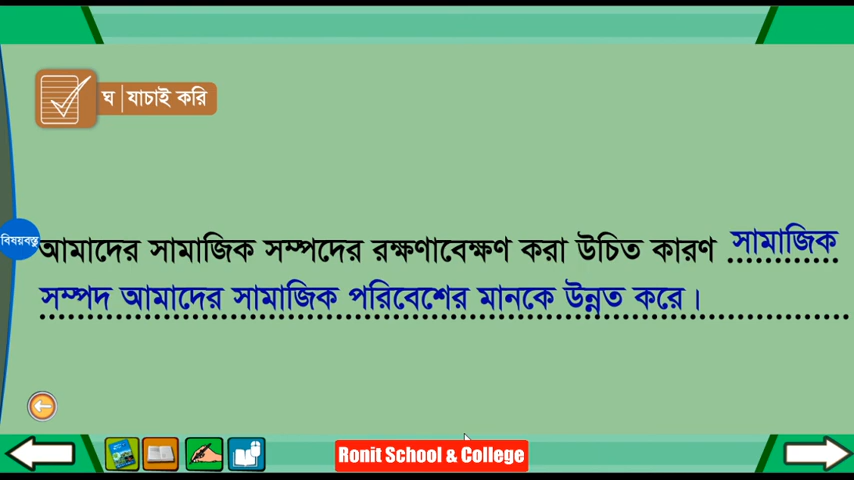 ঘ | যাচাই করি
বিষয়বস্তু
আমাদের সামাজিক সম্পদের রক্ষণাবেক্ষণ করা উচিত কারণ সামাজিক
সম্পদ আমাদের সামাজিক পরিবেশের মানকে উন্নত করে।
Ronit School & College